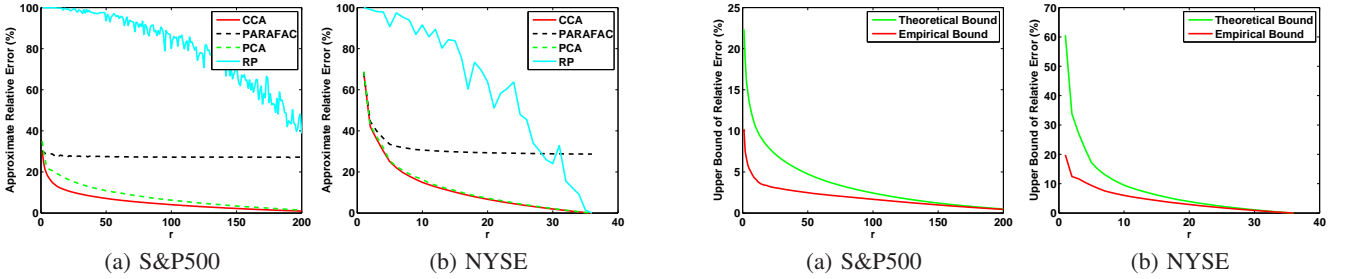 Approximate Relative Error (%)
100
80
60
40
20
0
0 50 100 150 200
r
CCA
PARAFAC
PCA
RP
(a) S&P500
Approximate Relative Error (%)
100
80
60
40
20
0
0 10 20 30 40
r
CCA
PARAFAC
PCA
RP
(b) NYSE
Upper Bound of Relative Error (%)
25
20
15
10
5
0
0 50 100 150 200
r
Theoretical Bound
Empirical Bound
(a) S&P500
Upper Bound of Relative Error (%)
70
60
50
40
30
20
10
0
0 10 20 30 40
r
Theoretical Bound
Empirical Bound
(b) NYSE